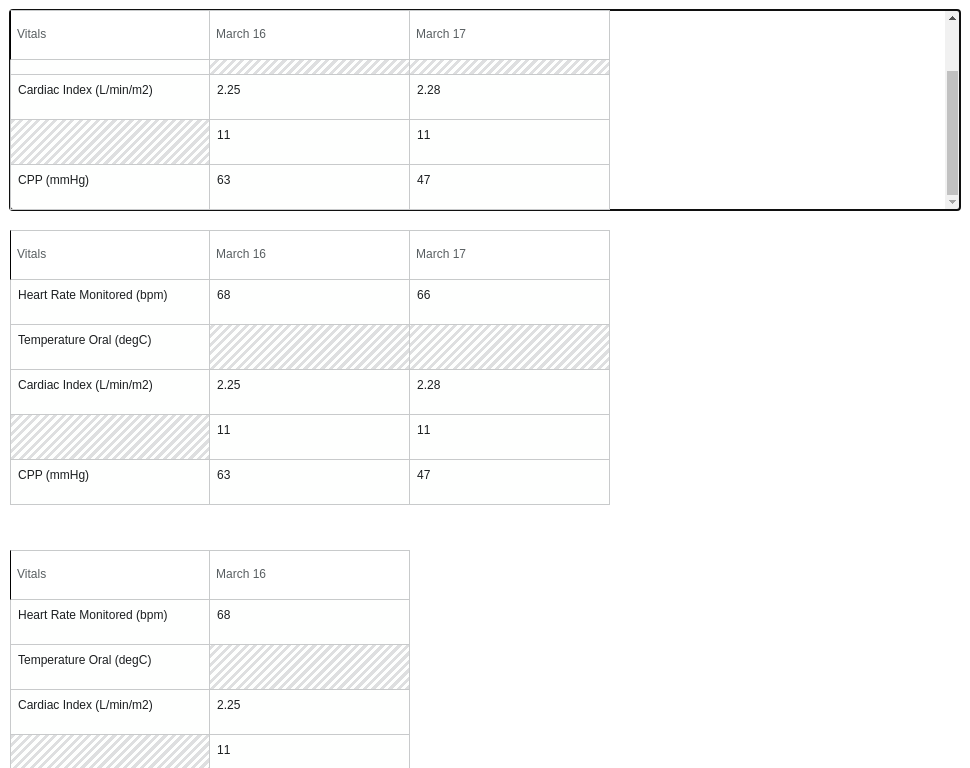 Vitals March 16 March 17
Cardiac Index (L/min/m2) 2.25 2.28
11 11
CPP (mmHg) 63 47
Vitals March 16 March 17
Heart Rate Monitored (bpm) 68 66
Temperature Oral (degC)
Cardiac Index (L/min/m2) 2.25 2.28
11 11
CPP (mmHg) 63 47
Vitals March 16
Heart Rate Monitored (bpm) 68
Temperature Oral (degC)
Cardiac Index (L/min/m2) 2.25
11